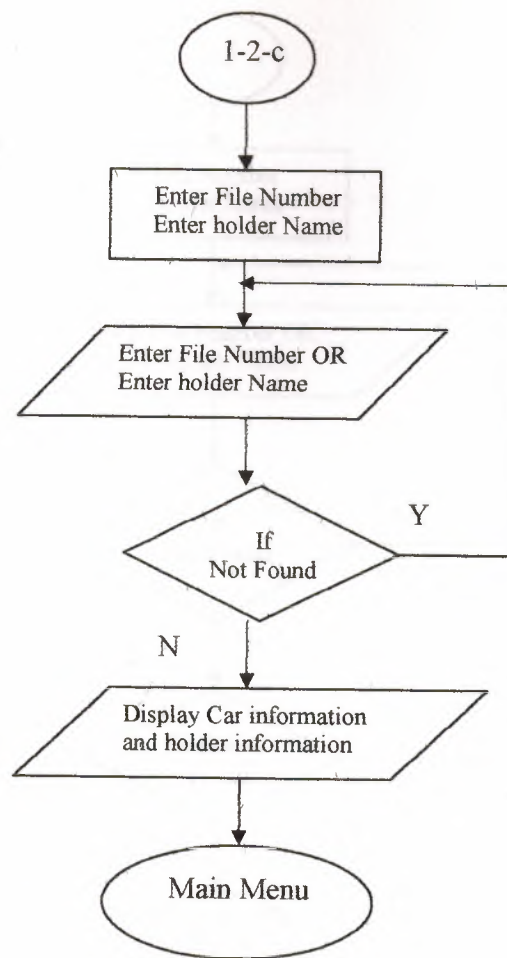 1-2-c
Enter File Number
Enter holder Name
Enter File Number OR
Enter holder Name
If
Not Found
Y
N
Display Car information
and holder information
Main Menu